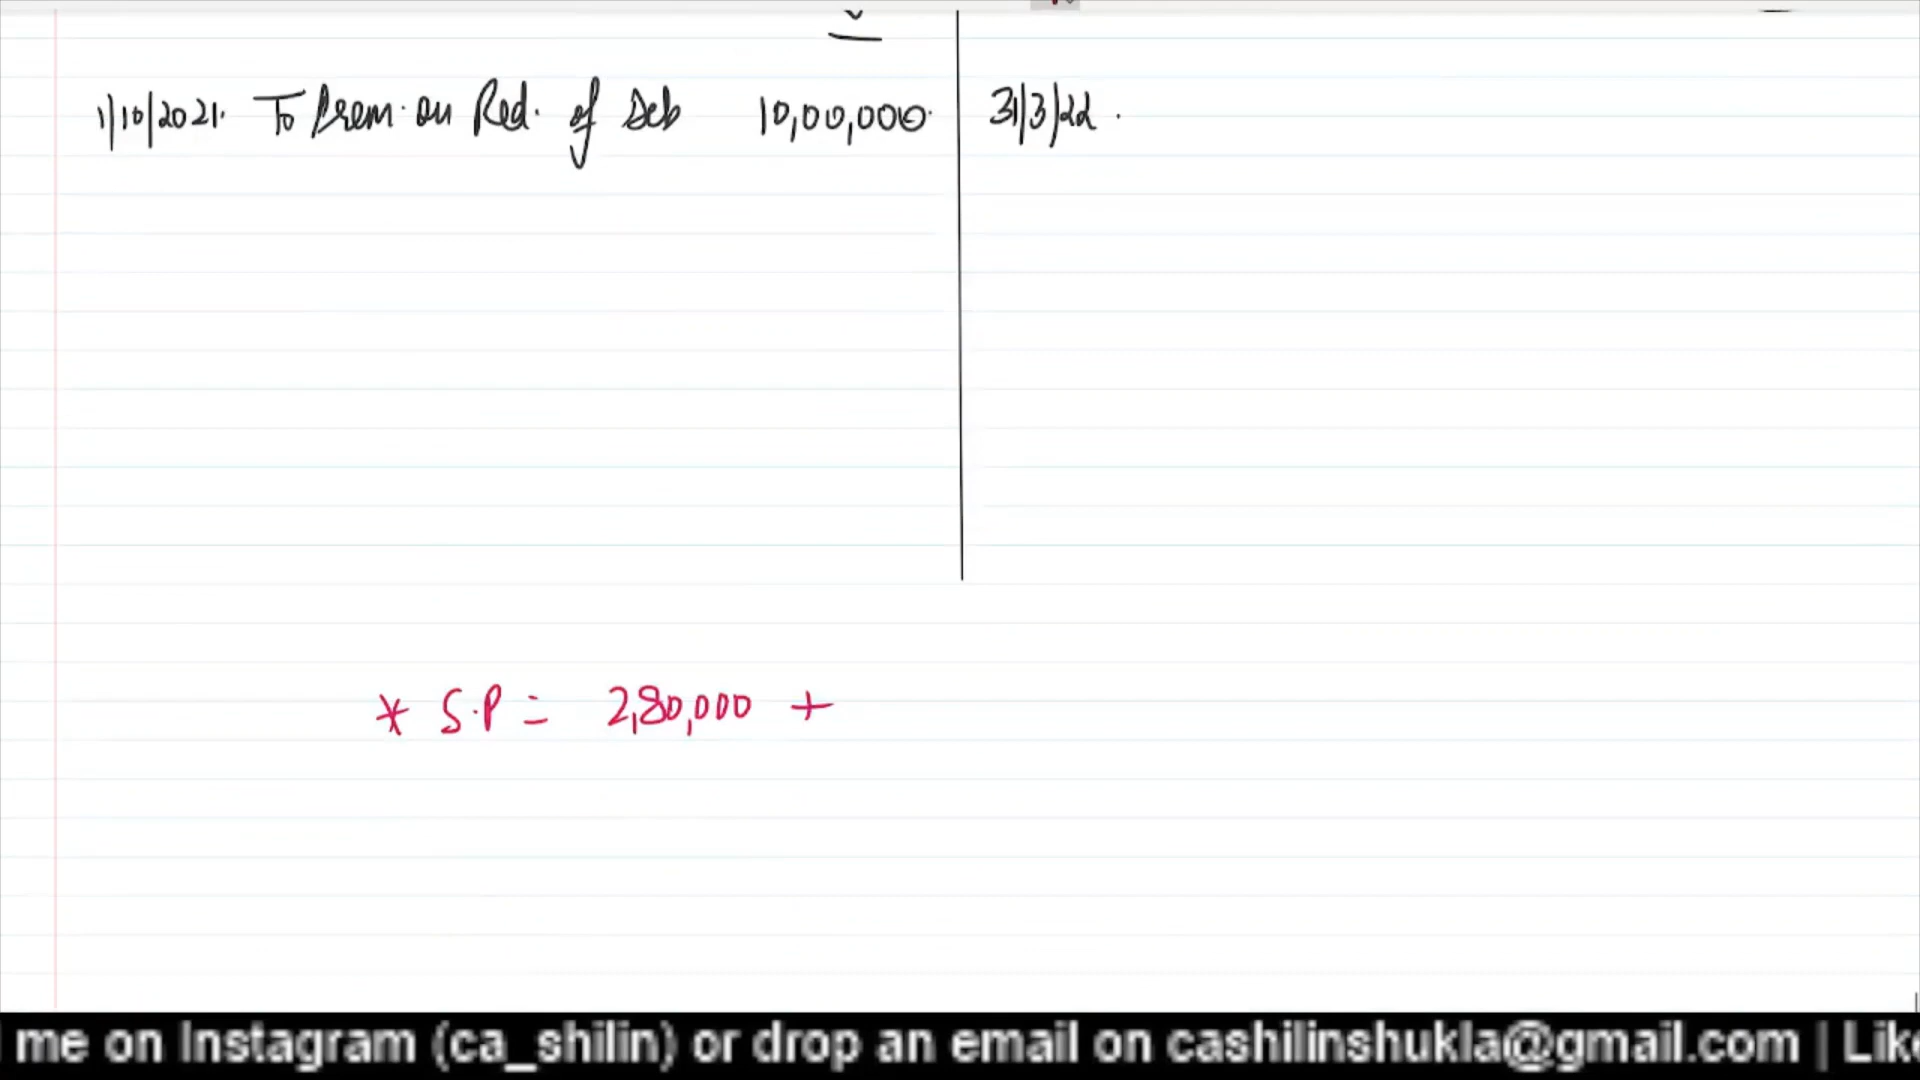 1/10/2021. To Prem. on Red. of Deb 10,00,000. 31/3/22.
* S.P = 2,80,000 +
me on Instagram (ca_shilin) or drop an email on cashilinshukla@gmail.com | Like